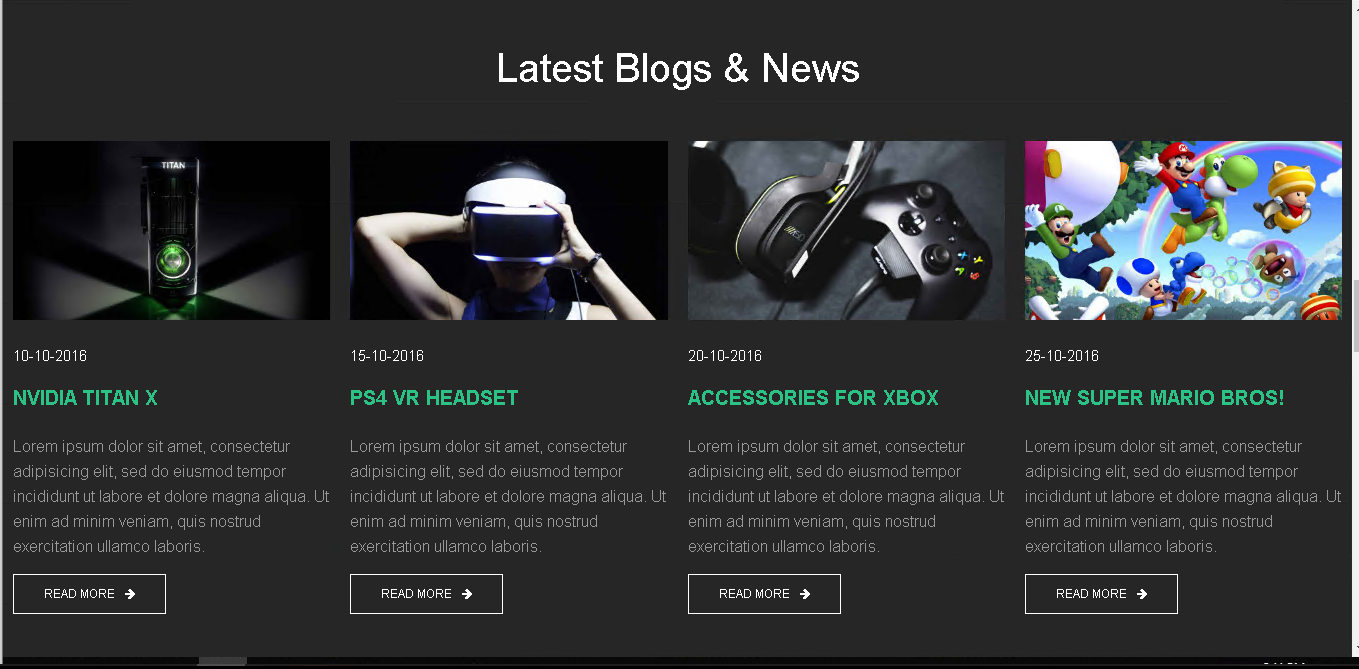 Latest Blogs & News
TITAN
10-10-2016
NVIDIA TITAN X
Lorem ipsum dolor sit amet, consectetur
adipisicing elit, sed do eiusmod tempor
incididunt ut labore et dolore magna aliqua. Ut
enim ad minim veniam, quis nostrud
exercitation ullamco laboris.
READ MORE
15-10-2016
PS4 VR HEADSET
Lorem ipsum dolor sit amet, consectetur
adipisicing elit, sed do eiusmod tempor
incididunt ut labore et dolore magna aliqua. Ut
enim ad minim veniam, quis nostrud
exercitation ullamco laboris.
READ MORE
20-10-2016
ACCESSORIES FOR XBOX
Lorem ipsum dolor sit amet, consectetur
adipisicing elit, sed do eiusmod tempor
incididunt ut labore et dolore magna aliqua. Ut
enim ad minim veniam, quis nostrud
exercitation ullamco laboris.
READ MORE
25-10-2016
NEW SUPER MARIO BROS!
Lorem ipsum dolor sit amet, consectetur
adipisicing elit, sed do eiusmod tempor
incididunt ut labore et dolore magna aliqua. Ut
enim ad minim veniam, quis nostrud
exercitation ullamco laboris.
READ MORE